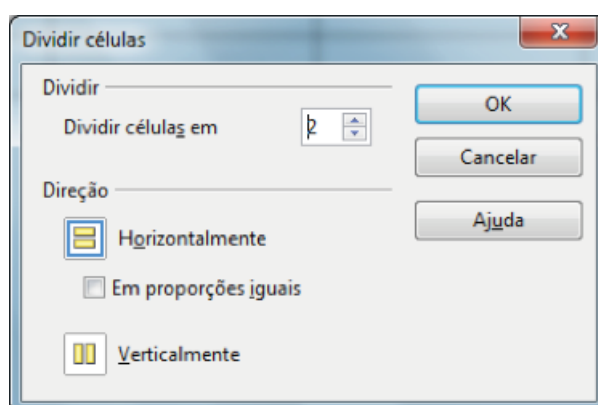 Dividir células
Dividir
Dividir células em 2
Direção
Horizontalmente
Em proporções iguais
Verticalmente
OK
Cancelar
Ajuda